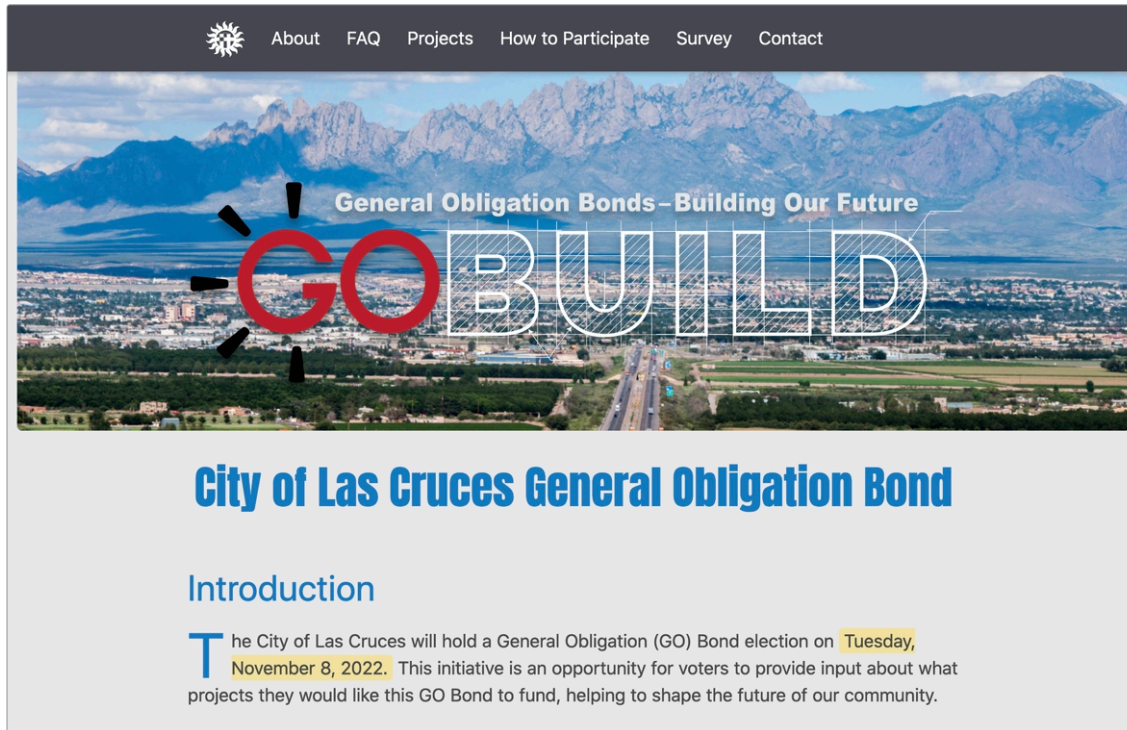 About FAQ Projects How to Participate Survey Contact
General Obligation Bonds–Building Our Future
GOBUILD
City of Las Cruces General Obligation Bond
Introduction
The City of Las Cruces will hold a General Obligation (GO) Bond election on Tuesday,
November 8, 2022. This initiative is an opportunity for voters to provide input about what
projects they would like this GO Bond to fund, helping to shape the future of our community.